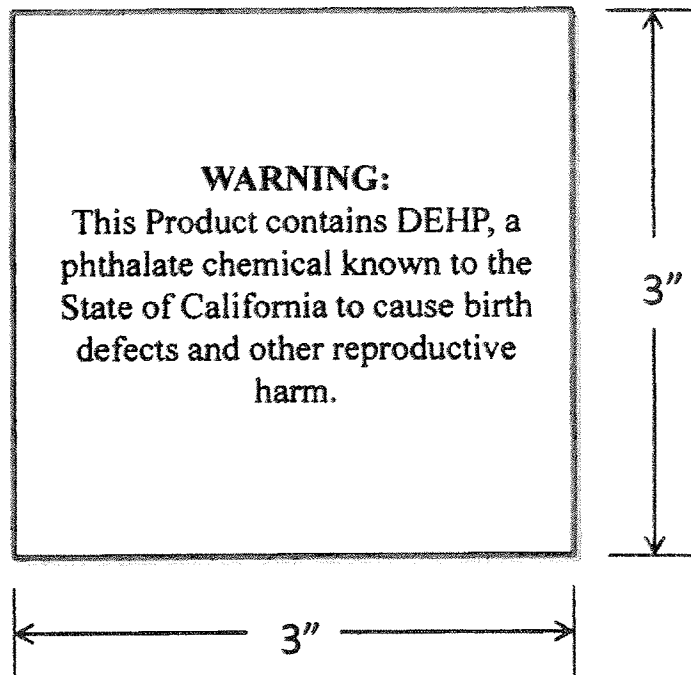 WARNING:
This Product contains DEHP, a
phthalate chemical known to the
State of California to cause birth
defects and other reproductive
harm.
3"
3"